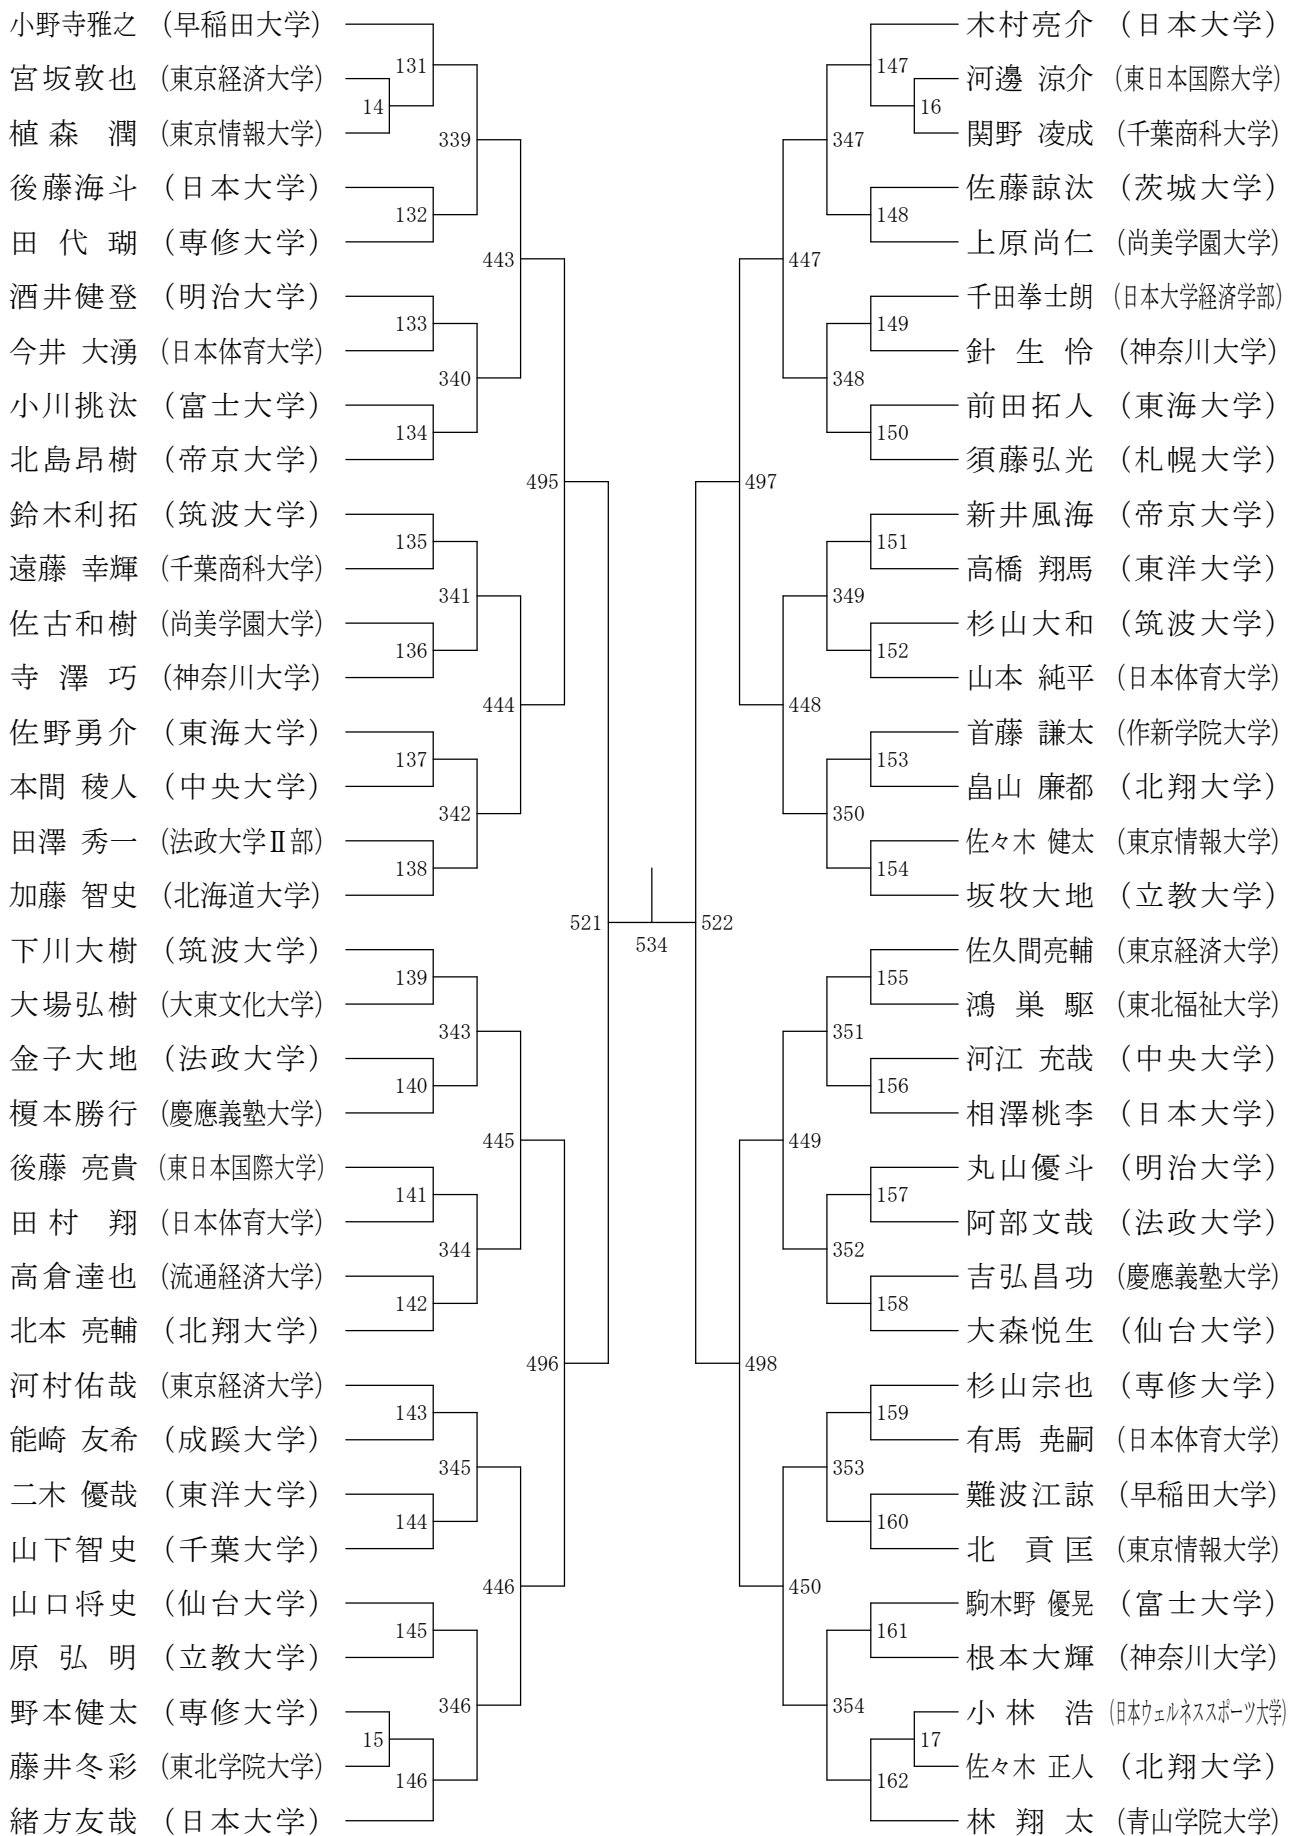 小野寺雅之 (早稲田大学)
宮坂敦也 (東京経済大学)
植森 潤 (東京情報大学)
後藤海斗 (日本大学)
田代瑚 (専修大学)
酒井健登 (明治大学)
今井 大湧 (日本体育大学)
小川挑汰 (富士大学)
北島昂樹 (帝京大学)
鈴木利拓 (筑波大学)
遠藤 幸輝 (千葉商科大学)
佐古和樹 (尚美学園大学)
寺澤巧 (神奈川大学)
佐野勇介 (東海大学)
本間 稜人 (中央大学)
田澤 秀一 (法政大学Ⅱ部)
加藤 智史 (北海道大学)
下川大樹 (筑波大学)
大場弘樹 (大東文化大学)
金子大地 (法政大学)
榎本勝行 (慶應義塾大学)
後藤 亮貴 (東日本国際大学)
田村 翔 (日本体育大学)
高倉達也 (流通経済大学)
北本 亮輔 (北翔大学)
河村佑哉 (東京経済大学)
能崎 友希 (成蹊大学)
二木 優哉 (東洋大学)
山下智史 (千葉大学)
山口将史 (仙台大学)
原弘明 (立教大学)
野本健太 (専修大学)
藤井冬彩 (東北学院大学)
緒方友哉 (日本大学)
14
15
131
132
133
134
135
136
137
138
139
140
141
142
143
144
145
146
339
340
341
342
343
344
345
346
443
444
445
446
495
496
521
534
522
497
498
447
448
449
450
347
348
349
350
351
352
353
354
147
148
149
150
151
152
153
154
155
156
157
158
159
160
161
162
16
17
木村亮介 (日本大学)
河邊 涼介 (東日本国際大学)
関野 凌成 (千葉商科大学)
佐藤諒汰 (茨城大学)
上原尚仁 (尚美学園大学)
千田拳士朗 (日本大学経済学部)
針生怜 (神奈川大学)
前田拓人 (東海大学)
須藤弘光 (札幌大学)
新井風海 (帝京大学)
高橋 翔馬 (東洋大学)
杉山大和 (筑波大学)
山本 純平 (日本体育大学)
首藤 謙太 (作新学院大学)
畠山 廉都 (北翔大学)
佐々木 健太 (東京情報大学)
坂牧大地 (立教大学)
佐久間亮輔 (東京経済大学)
鴻巣駆 (東北福祉大学)
河江 充哉 (中央大学)
相澤桃李 (日本大学)
丸山優斗 (明治大学)
阿部文哉 (法政大学)
吉弘昌功 (慶應義塾大学)
大森悦生 (仙台大学)
杉山宗也 (専修大学)
有馬 尭嗣 (日本体育大学)
難波江諒 (早稲田大学)
北 貢匡 (東京情報大学)
駒木野 優晃 (富士大学)
根本大輝 (神奈川大学)
小林 浩 (日本ウェルネススポーツ大学)
佐々木 正人 (北翔大学)
林翔太 (青山学院大学)